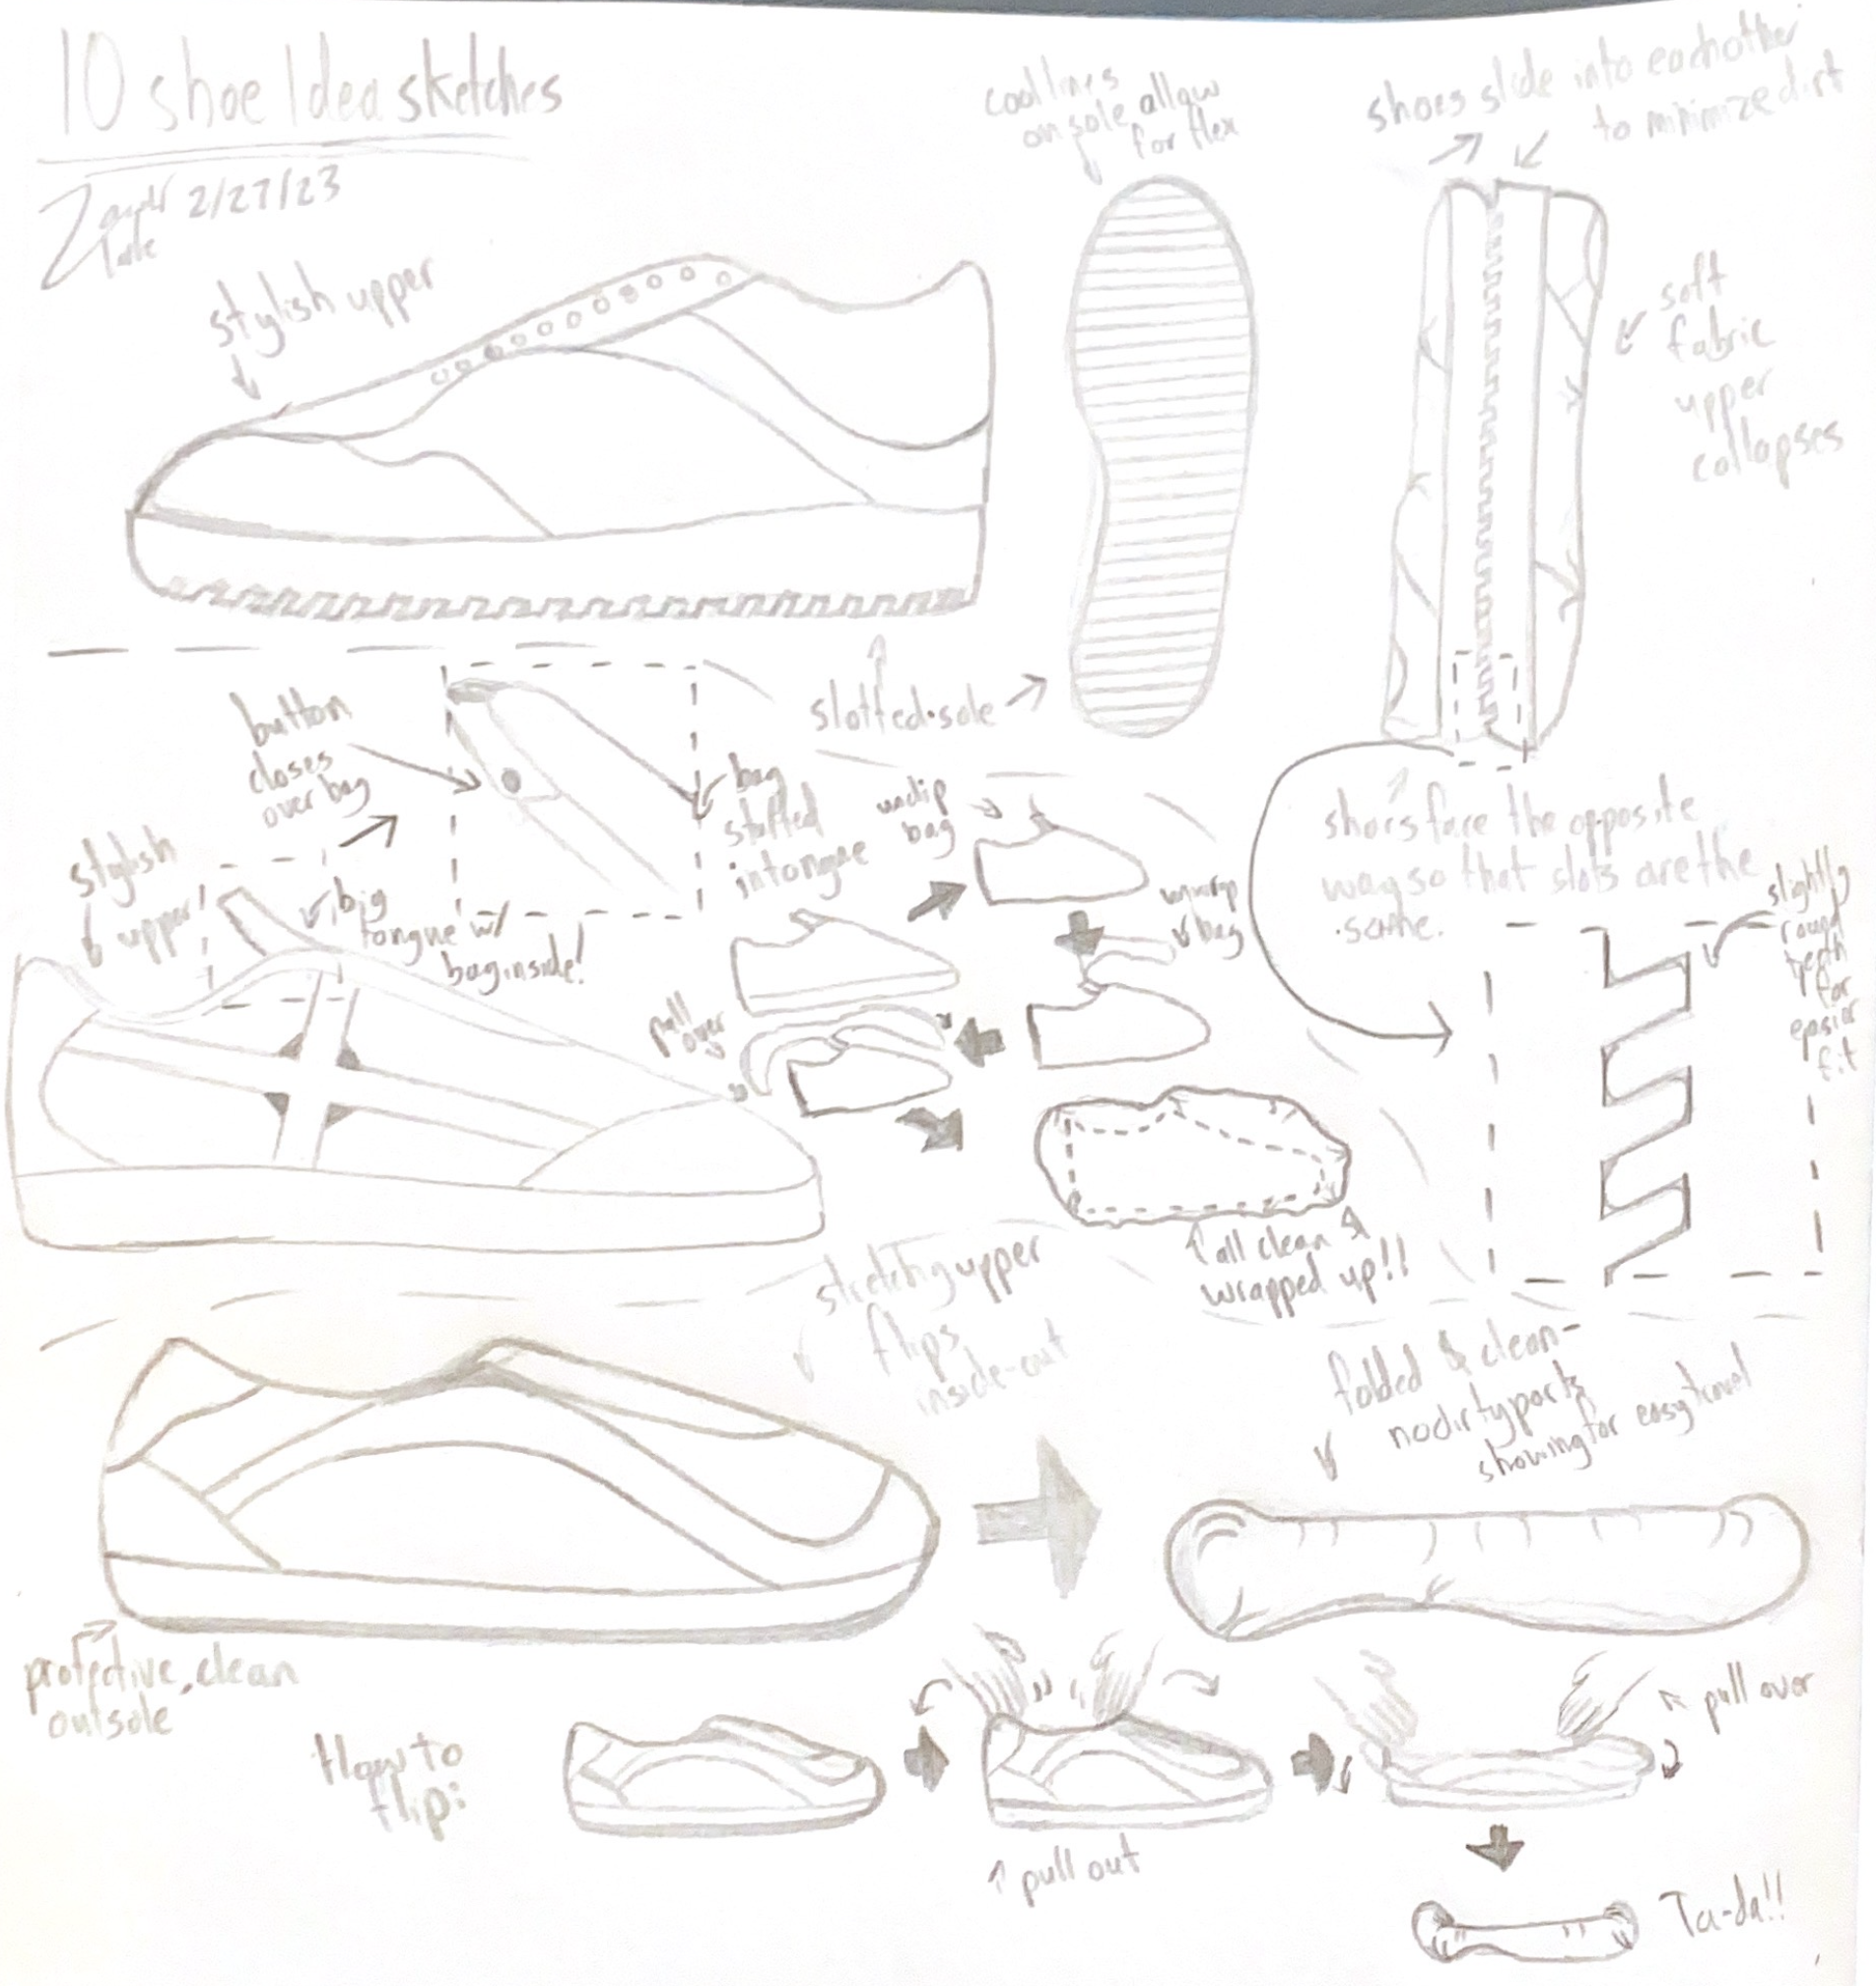 10 shoe Idea sketches
2/27/23
stylish upper
cool lines
on sole allow
for flex
shoes slide into eachother
to minimize dirt
soft
fabric
upper
collapses
slotted sole
button
closes
over bag
bag
stuffed
in tongue
stylish
upper
big
tongue w/
bag inside!
unclip
bag
unwrap
bag
pull
over
all clean &
wrapped up!!
shoes face the opposite
way so that slots are the
same.
slightly
round
teeth
for
easier
fit
stretchy upper
flips
inside-out
folded & clean-
no dirty parts
showing for easy travel
protective, clean
outsole
How to
flip:
pull out
pull over
Ta-da!!